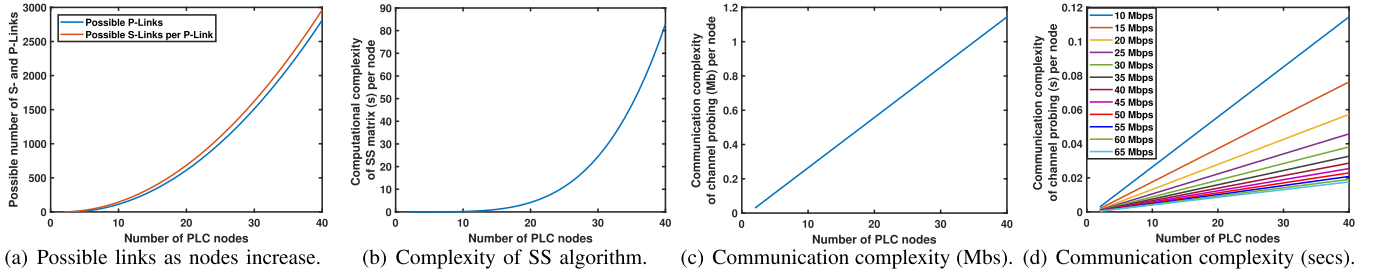 Possible number of S- and P-Links
3000
2500
2000
1500
1000
500
0
Possible P-Links
Possible S-Links per P-Link
0
10
20
30
40
Number of PLC nodes
(a) Possible links as nodes increase.
Computational complexity
of SS matrix (s) per node
90
80
70
60
50
40
30
20
10
0
0
10
20
30
40
Number of PLC nodes
(b) Complexity of SS algorithm.
Communication complexity
of channel probing (Mb) per node
1.2
1
0.8
0.6
0.4
0.2
0
0
10
20
30
40
Number of PLC nodes
(c) Communication complexity (Mbs).
Communication complexity
of channel probing (s) per node
0.12
0.1
0.08
0.06
0.04
0.02
0
10 Mbps
15 Mbps
20 Mbps
25 Mbps
30 Mbps
35 Mbps
40 Mbps
45 Mbps
50 Mbps
55 Mbps
60 Mbps
65 Mbps
0
10
20
30
40
Number of PLC nodes
(d) Communication complexity (secs).